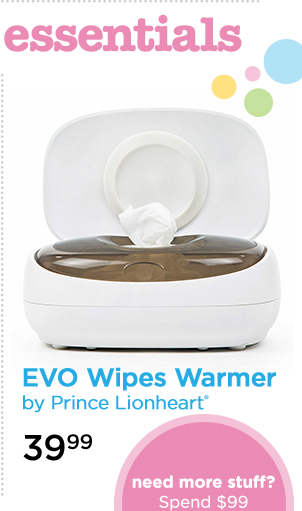 essentials
EVO Wipes Warmer
by Prince Lionheart®
39⁹⁹
need more stuff?
Spend $99